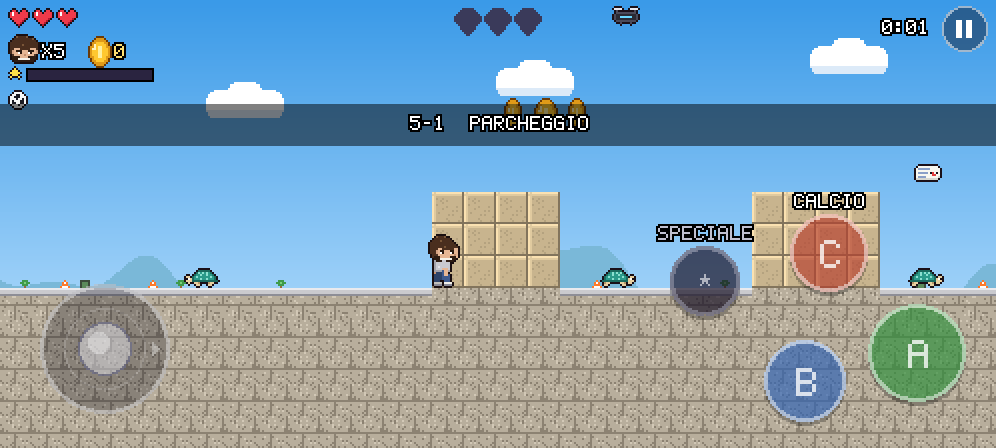 X5
0
0:01
5-1 PARCHEGGIO
CALCIO
SPECIALE
C
A
B